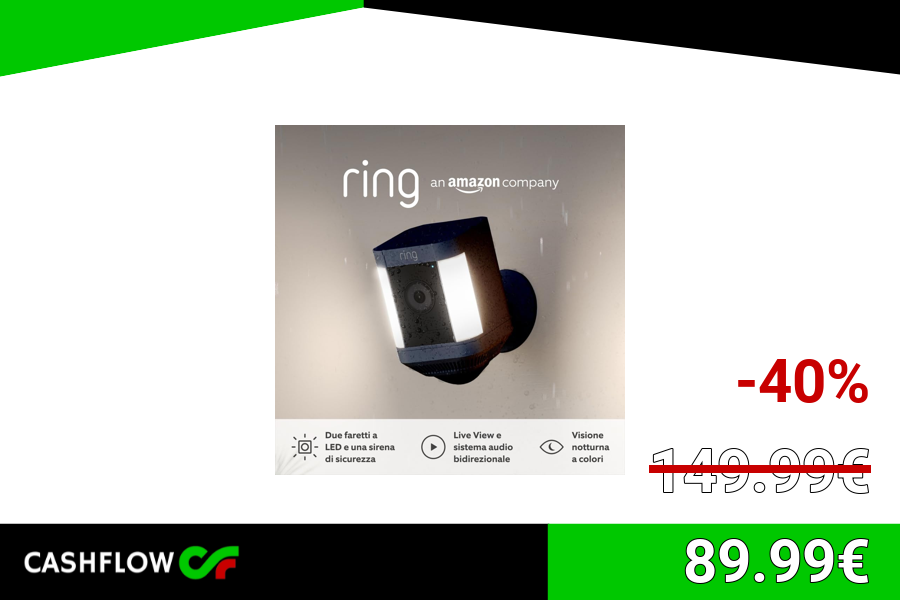 ring an amazon company
ring
Due faretti a
LED e una sirena
di sicurezza
Live View e
sistema audio
bidirezionale
Visione
notturna
a colori
-40%
149.99€
CASHFLOW
89.99€